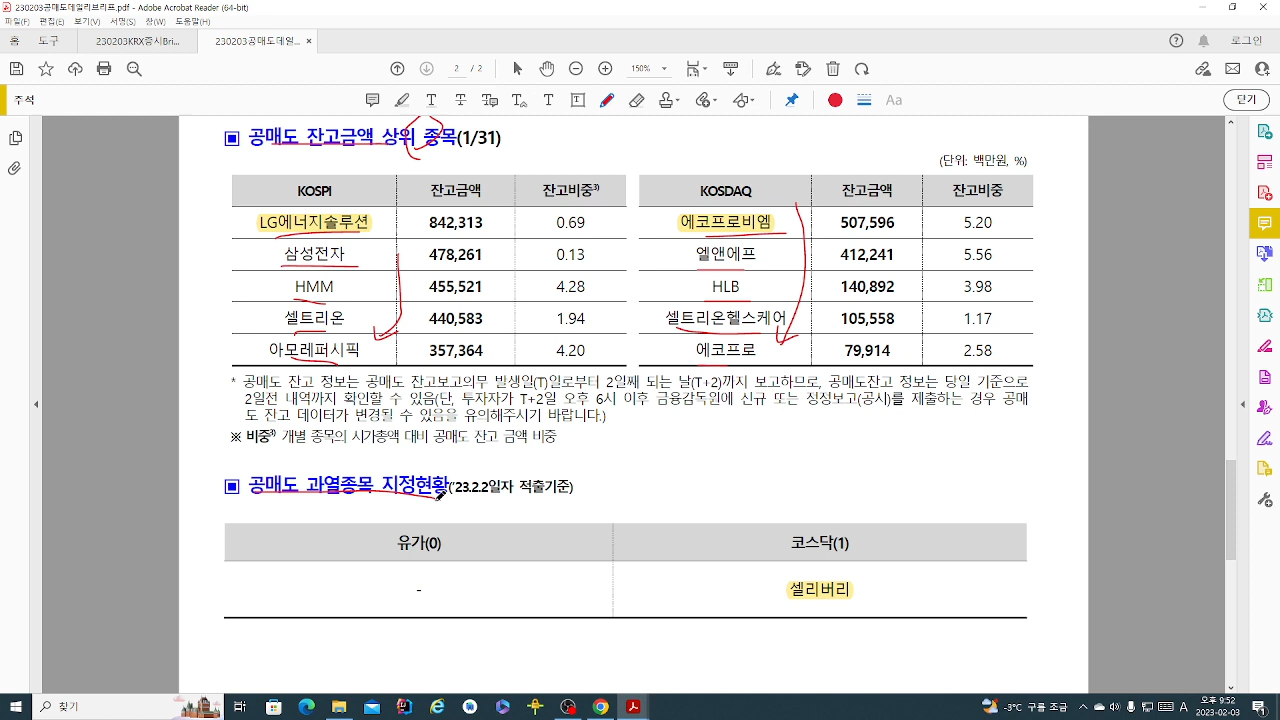 230203공매도데일리브리프.pdf - Adobe Acrobat Reader (64-bit)
파일(F) 편집(E) 보기(V) 서명(S) 창(W) 도움말(H)
홈 도구 230203KRX증시Bri... 230203공매도데일... × 로그인
2 / 2 150%
주석 Aa 닫기
▣ 공매도 잔고금액 상위 종목(1/31)
(단위: 백만원, %)
KOSPI 잔고금액 잔고비중3) KOSDAQ 잔고금액 잔고비중
LG에너지솔루션 842,313 0.69 에코프로비엠 507,596 5.20
삼성전자 478,261 0.13 엘앤에프 412,241 5.56
HMM 455,521 4.28 HLB 140,892 3.98
셀트리온 440,583 1.94 셀트리온헬스케어 105,558 1.17
아모레퍼시픽 357,364 4.20 에코프로 79,914 2.58
* 공매도 잔고 정보는 공매도 잔고보고의무 발생일(T)일로부터 2일째 되는 날(T+2)까지 보고하므로, 공매도잔고 정보는 당일 기준으로
2일전 내역까지 확인할 수 있음(단, 투자자가 T+2일 오후 6시 이후 금융감독원에 신규 또는 정정보고(공시)를 제출하는 경우 공매
도 잔고 데이터가 변경될 수 있음을 유의해주시기 바랍니다.)
※ 비중3) 개별 종목의 시가총액 대비 공매도 잔고 금액 비중
▣ 공매도 과열종목 지정현황('23.2.2일자 적출기준)
유가(0) 코스닥(1)
- 셀리버리
찾기
-3°C 구름 조금
A
오후 9:52
2023-02-03